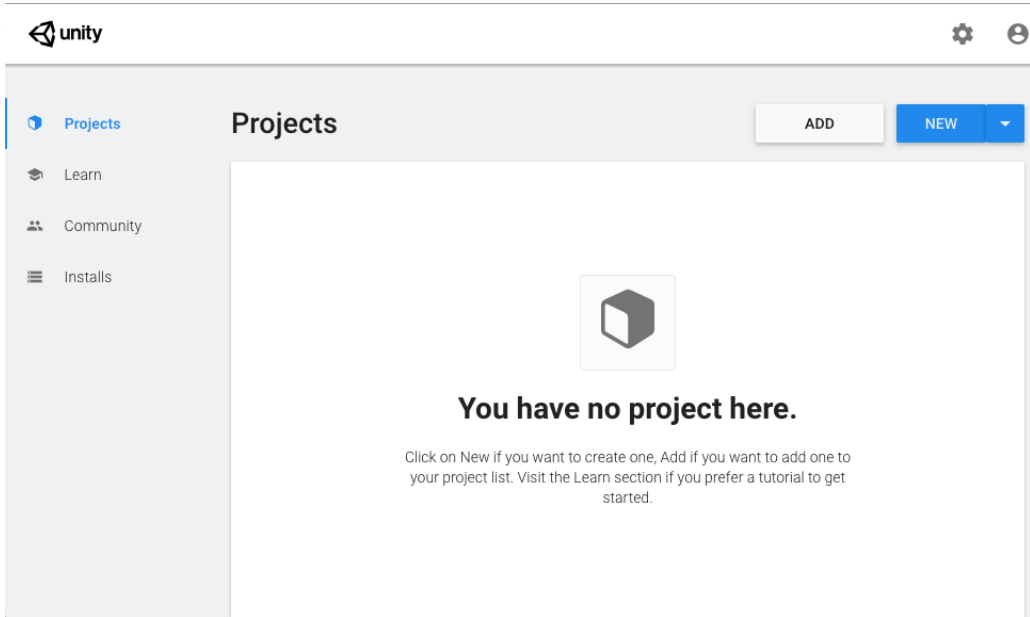 unity
Projects
Learn
Community
Installs
Projects
ADD
NEW
You have no project here.
Click on New if you want to create one, Add if you want to add one to
your project list. Visit the Learn section if you prefer a tutorial to get
started.